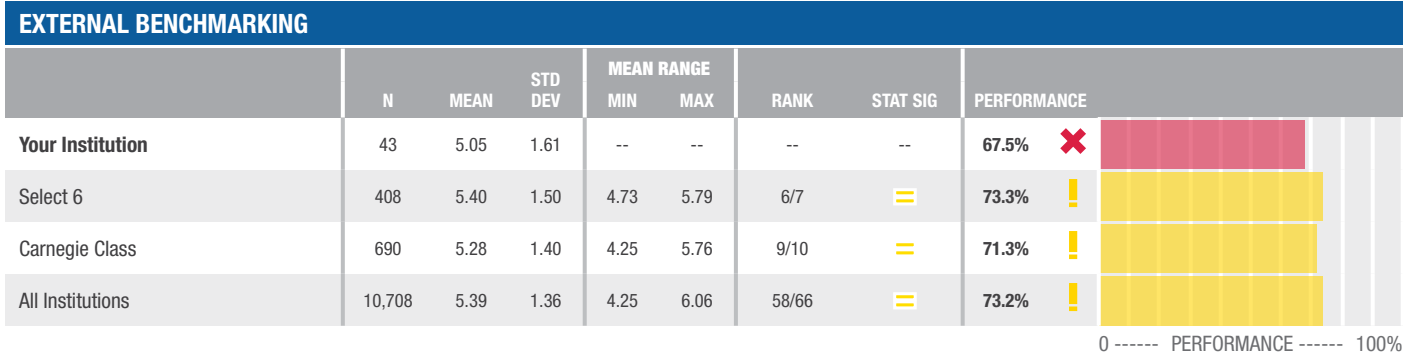 EXTERNAL BENCHMARKING
N MEAN STD DEV MEAN RANGE MIN MAX RANK STAT SIG PERFORMANCE
Your Institution 43 5.05 1.61 -- -- -- -- 67.5%
Select 6 408 5.40 1.50 4.73 5.79 6/7 = 73.3% !
Carnegie Class 690 5.28 1.40 4.25 5.76 9/10 = 71.3% !
All Institutions 10,708 5.39 1.36 4.25 6.06 58/66 = 73.2% !
0 ------ PERFORMANCE ------ 100%